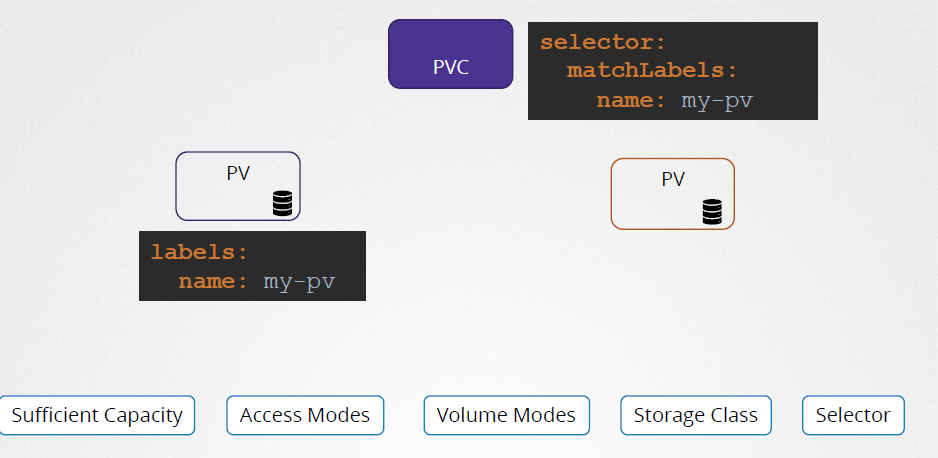 PVC
selector:
matchLabels:
name: my-pv
PV
PV
labels:
name: my-pv
Sufficient Capacity
Access Modes
Volume Modes
Storage Class
Selector